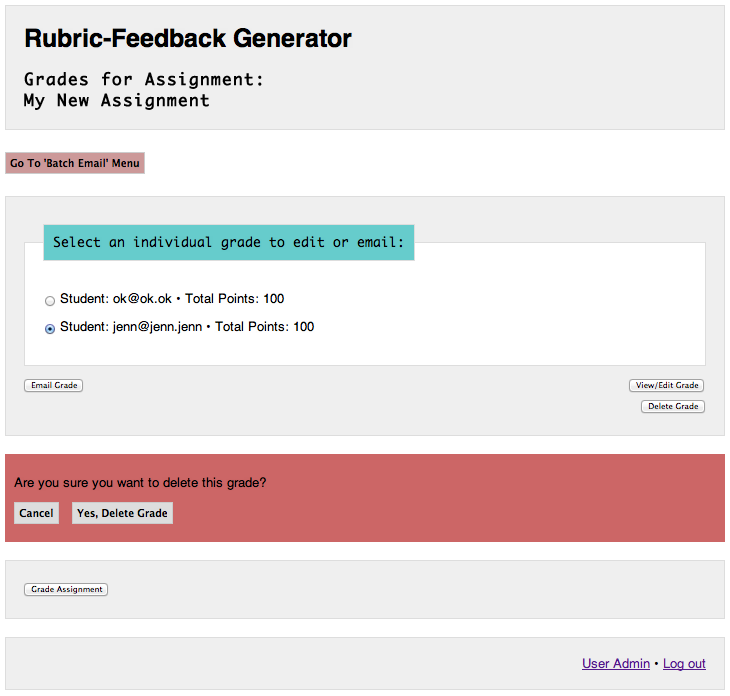 Rubric-Feedback Generator
Grades for Assignment:
My New Assignment
Go To 'Batch Email' Menu
Select an individual grade to edit or email:
Student: ok@ok.ok • Total Points: 100
Student: jenn@jenn.jenn • Total Points: 100
Email Grade
View/Edit Grade
Delete Grade
Are you sure you want to delete this grade?
Cancel
Yes, Delete Grade
Grade Assignment
User Admin • Log out